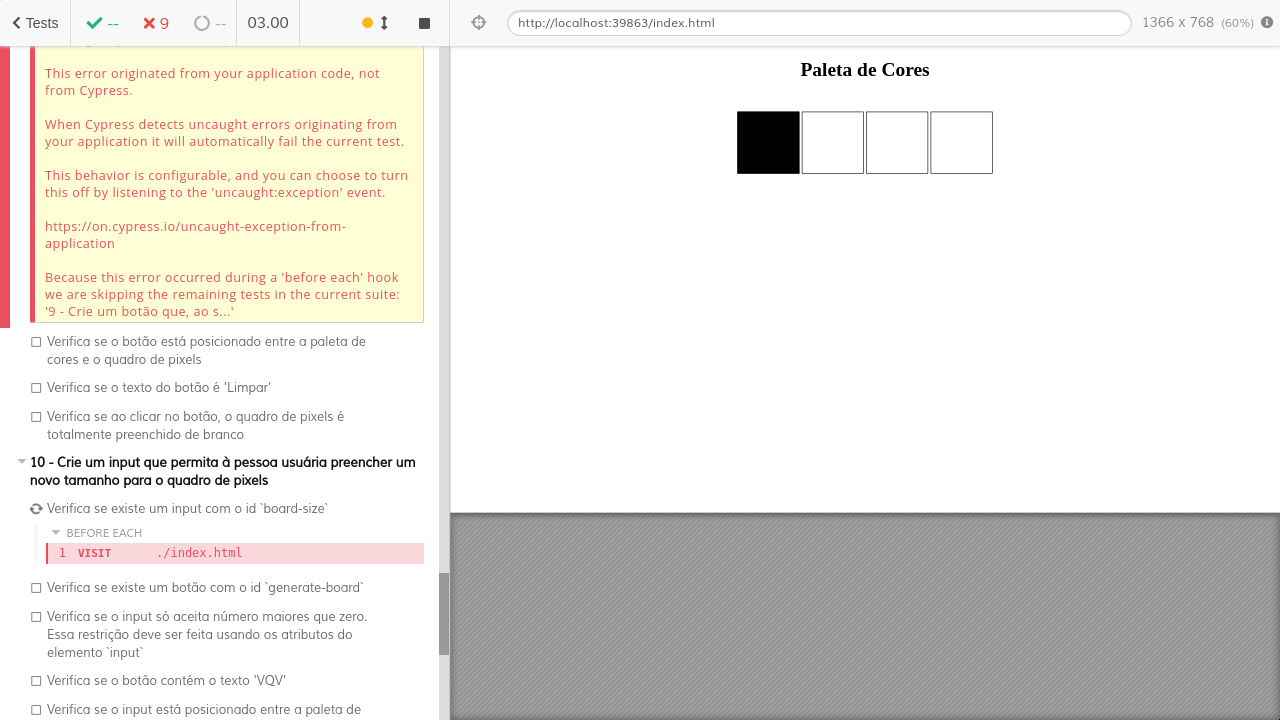 Tests
--
9
--
03.00
http://localhost:39863/index.html
1366 x 768 (60%)
This error originated from your application code, not
from Cypress.
When Cypress detects uncaught errors originating from
your application it will automatically fail the current test.
This behavior is configurable, and you can choose to turn
this off by listening to the 'uncaught:exception' event.
https://on.cypress.io/uncaught-exception-from-
application
Because this error occurred during a 'before each' hook
we are skipping the remaining tests in the current suite:
'9 - Crie um botão que, ao s...'
Verifica se o botão está posicionado entre a paleta de
cores e o quadro de pixels
Verifica se o texto do botão é 'Limpar'
Verifica se ao clicar no botão, o quadro de pixels é
totalmente preenchido de branco
10 - Crie um input que permita à pessoa usuária preencher um
novo tamanho para o quadro de pixels
Verifica se existe um input com o id `board-size`
BEFORE EACH
1 VISIT ./index.html
Verifica se existe um botão com o id `generate-board`
Verifica se o input só aceita número maiores que zero.
Essa restrição deve ser feita usando os atributos do
elemento `input`
Verifica se o botão contém o texto 'VQV'
Verifica se o input está posicionado entre a paleta de
Paleta de Cores